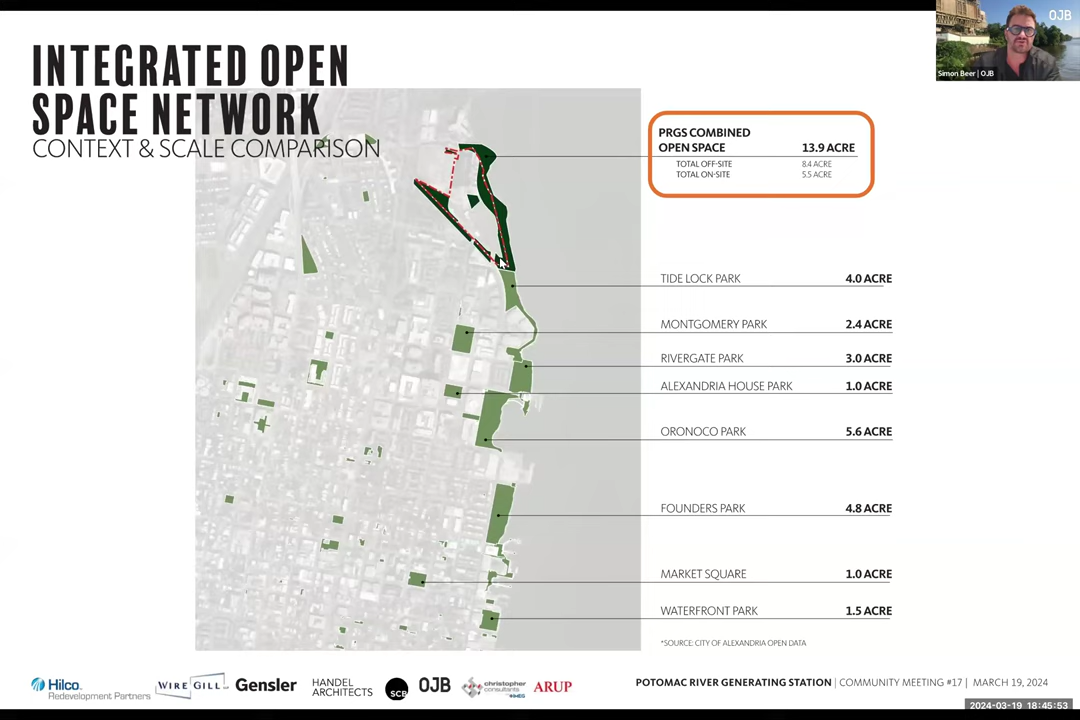 INTEGRATED OPEN
SPACE NETWORK
CONTEXT & SCALE COMPARISON
OJB
Simon Beer | OJB
PRGS COMBINED
OPEN SPACE 13.9 ACRE
TOTAL OFF-SITE 8.4 ACRE
TOTAL ON-SITE 5.5 ACRE
TIDE LOCK PARK 4.0 ACRE
MONTGOMERY PARK 2.4 ACRE
RIVERGATE PARK 3.0 ACRE
ALEXANDRIA HOUSE PARK 1.0 ACRE
ORONOCO PARK 5.6 ACRE
FOUNDERS PARK 4.8 ACRE
MARKET SQUARE 1.0 ACRE
WATERFRONT PARK 1.5 ACRE
*SOURCE: CITY OF ALEXANDRIA OPEN DATA
Hilco
Redevelopment Partners
WIRE GILL
Gensler
HANDEL
ARCHITECTS
SCB
OJB
christopher
consultants
ARUP
POTOMAC RIVER GENERATING STATION | COMMUNITY MEETING #17 | MARCH 19, 2024
2024-03-19 18:45:53